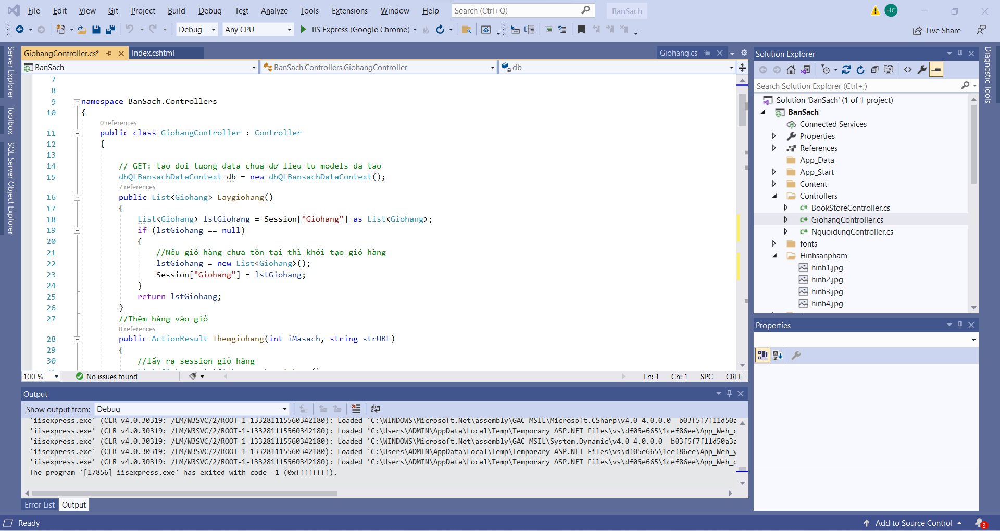 File Edit View Git Project Build Debug Test Analyze Tools Extensions Window Help Search (Ctrl+Q) BanSach HC
Debug Any CPU IIS Express (Google Chrome) Live Share
Server Explorer
Toolbox
SQL Server Object Explorer
GiohangController.cs* Index.cshtml Giohang.cs
BanSach BanSach.Controllers.GiohangController db
7
8
9 namespace BanSach.Controllers
10 {
0 references
11 public class GiohangController : Controller
12 {
13
14 // GET: tao doi tuong data chua dư lieu tu models da tao
15 dbQLBansachDataContext db = new dbQLBansachDataContext();
7 references
16 public List<Giohang> Laygiohang()
17 {
18 List<Giohang> lstGiohang = Session["Giohang"] as List<Giohang>;
19 if (lstGiohang == null)
20 {
21 //Nếu giỏ hàng chưa tồn tại thì khởi tạo giỏ hàng
22 lstGiohang = new List<Giohang>();
23 Session["Giohang"] = lstGiohang;
24 }
25 return lstGiohang;
26 }
27 //Thêm hàng vào giỏ
0 references
28 public ActionResult Themgiohang(int iMasach, string strURL)
29 {
30 //lấy ra session giỏ hàng
100 % No issues found Ln: 1 Ch: 1 SPC CRLF
Output
Show output from: Debug
'iisexpress.exe' (CLR v4.0.30319: /LM/W3SVC/2/ROOT-1-133281115560342180): Loaded 'C:\WINDOWS\Microsoft.Net\assembly\GAC_MSIL\Microsoft.CSharp\v4.0_4.0.0.0__b03f5f7f11d50a
'iisexpress.exe' (CLR v4.0.30319: /LM/W3SVC/2/ROOT-1-133281115560342180): Loaded 'C:\Users\ADMIN\AppData\Local\Temp\Temporary ASP.NET Files\vs\df05e665\1cef86ee\App_Web_c
'iisexpress.exe' (CLR v4.0.30319: /LM/W3SVC/2/ROOT-1-133281115560342180): Loaded 'C:\WINDOWS\Microsoft.Net\assembly\GAC_MSIL\System.Dynamic\v4.0_4.0.0.0__b03f5f7f11d50a3a
'iisexpress.exe' (CLR v4.0.30319: /LM/W3SVC/2/ROOT-1-133281115560342180): Loaded 'C:\Users\ADMIN\AppData\Local\Temp\Temporary ASP.NET Files\vs\df05e665\1cef86ee\App_Web_y
'iisexpress.exe' (CLR v4.0.30319: /LM/W3SVC/2/ROOT-1-133281115560342180): Loaded 'C:\Users\ADMIN\AppData\Local\Temp\Temporary ASP.NET Files\vs\df05e665\1cef86ee\App_Web_c
The program '[17856] iisexpress.exe' has exited with code -1 (0xffffffff).
Error List Output
Solution Explorer
Search Solution Explorer (Ctrl+;)
Solution 'BanSach' (1 of 1 project)
BanSach
Connected Services
Properties
References
App_Data
App_Start
Content
Controllers
C# BookStoreController.cs
C# GiohangController.cs
C# NguoidungController.cs
fonts
Hinhsanpham
hinh1.jpg
hinh2.jpg
hinh3.jpg
hinh4.jpg
Properties
Diagnostic Tools
Ready Add to Source Control 3